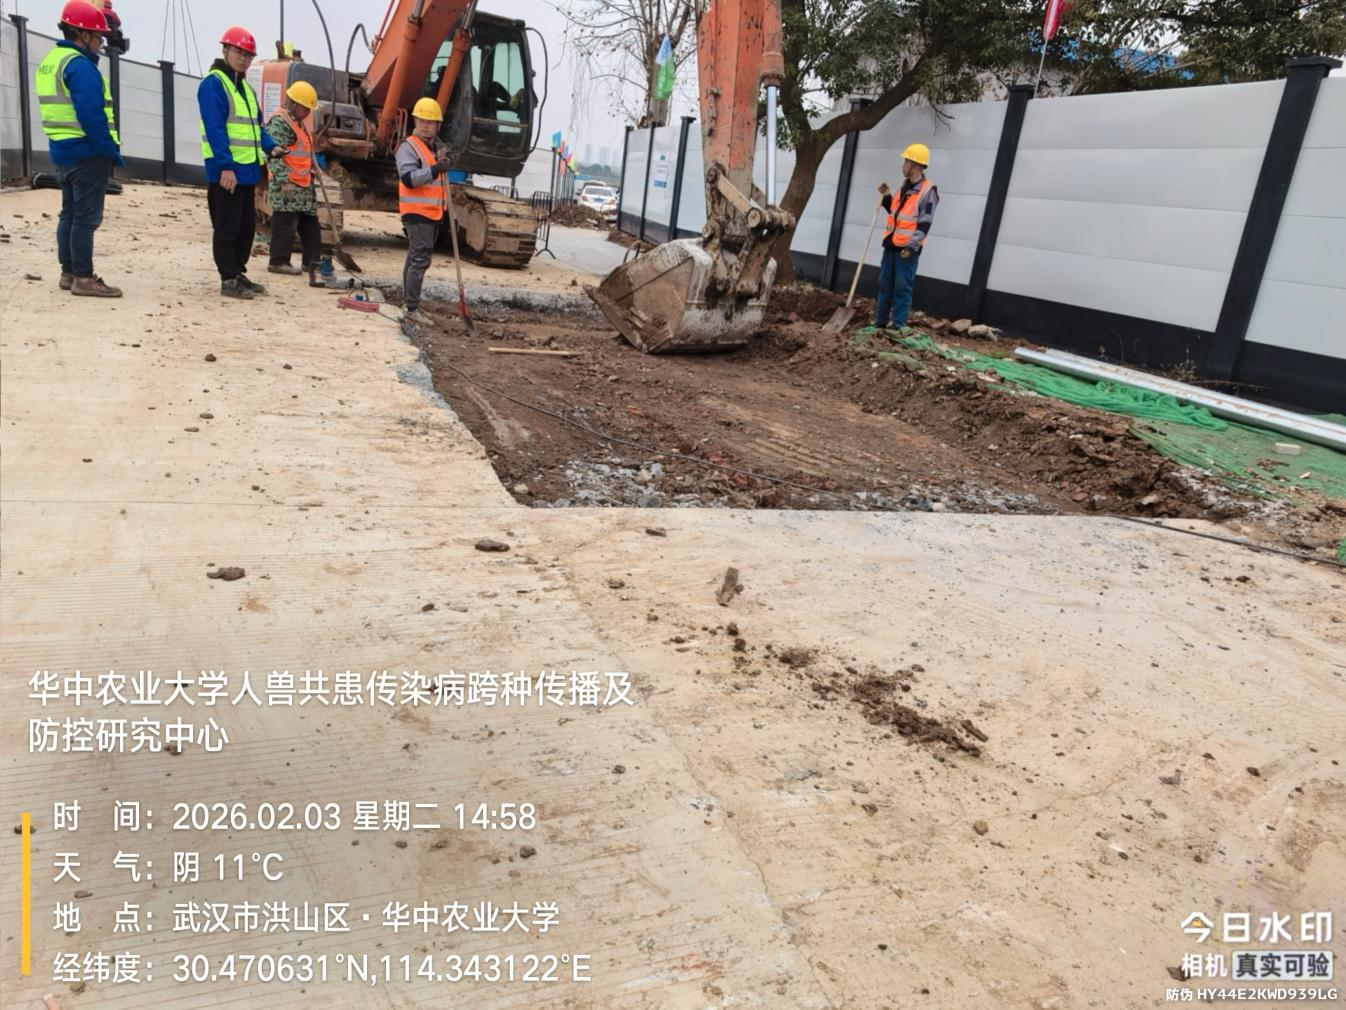 华中农业大学人兽共患传染病跨种传播及
防控研究中心
时 间：2026.02.03 星期二 14:58
天 气：阴 11℃
地 点：武汉市洪山区·华中农业大学
经纬度：30.470631°N,114.343122°E
今日水印
相机 真实可验
防伪 HY44E2KWD939LG